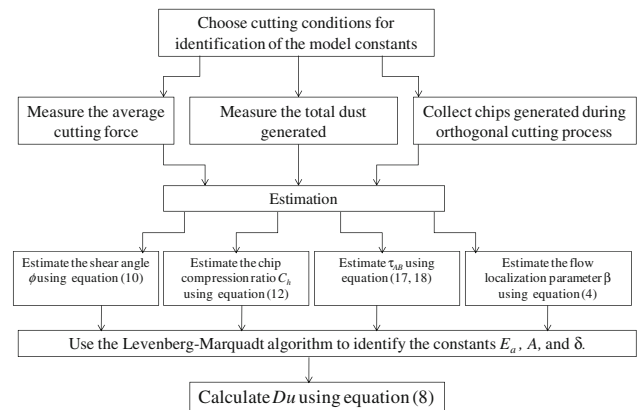 Choose cutting conditions for
identification of the model constants
Measure the average
cutting force
Measure the total dust
generated
Collect chips generated during
orthogonal cutting process
Estimation
Estimate the shear angle
ϕ using equation (10)
Estimate the chip
compression ratio C_h
using equation (12)
Estimate τ_AB using
equation (17, 18)
Estimate the flow
localization parameter β
using equation (4)
Use the Levenberg-Marquadt algorithm to identify the constants E_a , A, and δ.
Calculate Du using equation (8)